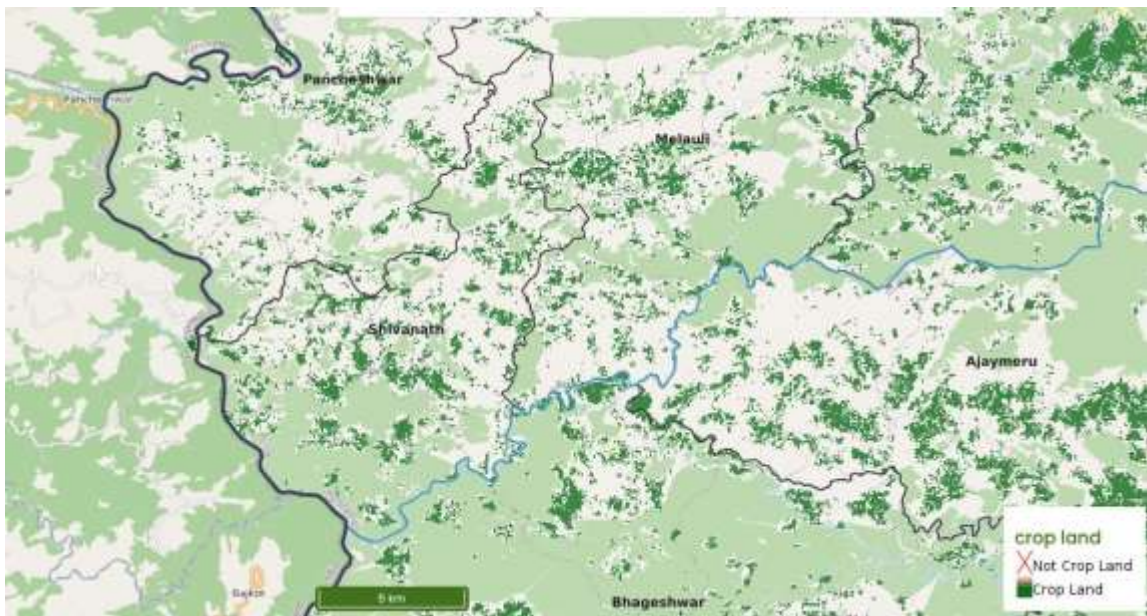 Pancheshwar
Melauli
Shivanath
Ajaymeru
Bhageshwar
5 km
crop land
Not Crop Land
Crop Land